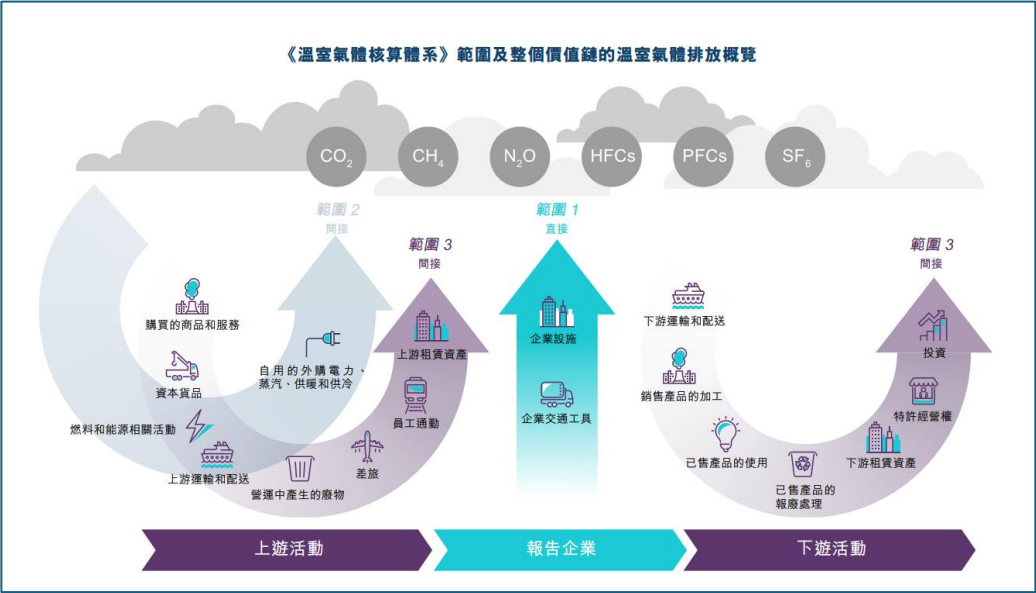 《溫室氣體核算體系》範圍及整個價值鏈的溫室氣體排放概覽
CO₂
CH₄
N₂O
HFCs
PFCs
SF₆
範圍 2
間接
範圍 3
間接
範圍 1
直接
範圍 3
間接
購買的商品和服務
資本貨品
燃料和能源相關活動
上游運輸和配送
營運中產生的廢物
差旅
員工通勤
上游租賃資產
自用的外購電力、
蒸汽、供暖和供冷
企業設施
企業交通工具
下游運輸和配送
銷售產品的加工
已售產品的使用
已售產品的
報廢處理
下游租賃資產
特許經營權
投資
上遊活動
報告企業
下遊活動